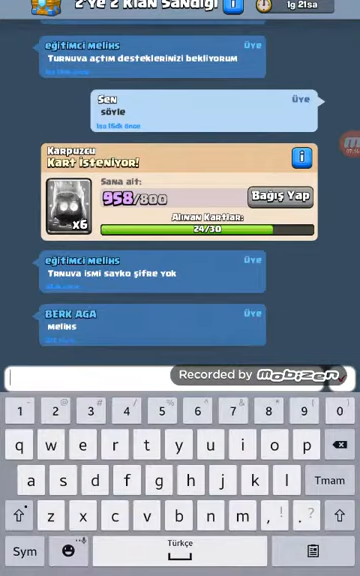 2'ye 2 Klan Sandığı
1g 21sa
eğitimci meliHs
üye
Turnuva açtım desteklerinizi bekliyorum
Sen
üye
söyle
Karpuzcu
Kart isteniyor!
Sana ait:
958/800
Bağış Yap
x6
Alınan Kartlar:
24/30
eğitimci meliHs
üye
Trnuva ismi sayko şifre yok
BERK AGA
üye
meliHs
Recorded by mobizen
1 2 3 4 5 6 7 8 9 0
q w e r t y u i o p
a s d f g h j k l Tmam
z x c v b n m , ! . ?
Sym
Türkçe